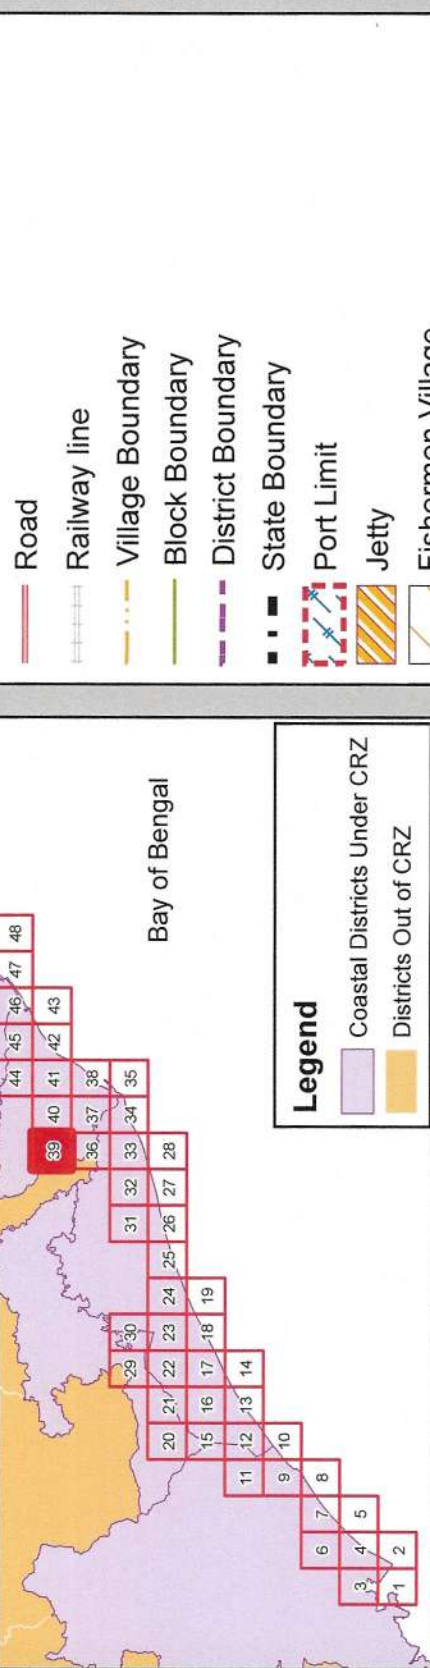 44 45 46 47 48
39 40 41 42 43
36 37 38
29 30 31 32 33 34 35
20 21 22 23 24 25 26 27 28
15 16 17 18 19
11 12 13 14
9 10
6 7 8
3 4 5
1 2
Bay of Bengal
Legend
Coastal Districts Under CRZ
Districts Out of CRZ
Road
Railway line
Village Boundary
Block Boundary
District Boundary
State Boundary
Port Limit
Jetty
Fishermen Village